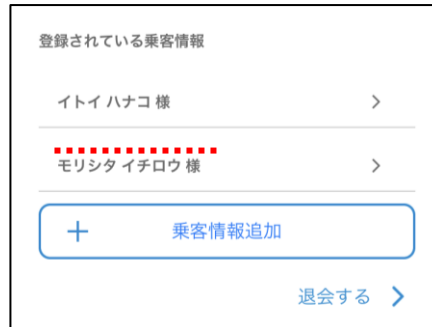 登録されている乗客情報
イトイ ハナコ 様
モリシタ イチロウ 様
乗客情報追加
退会する